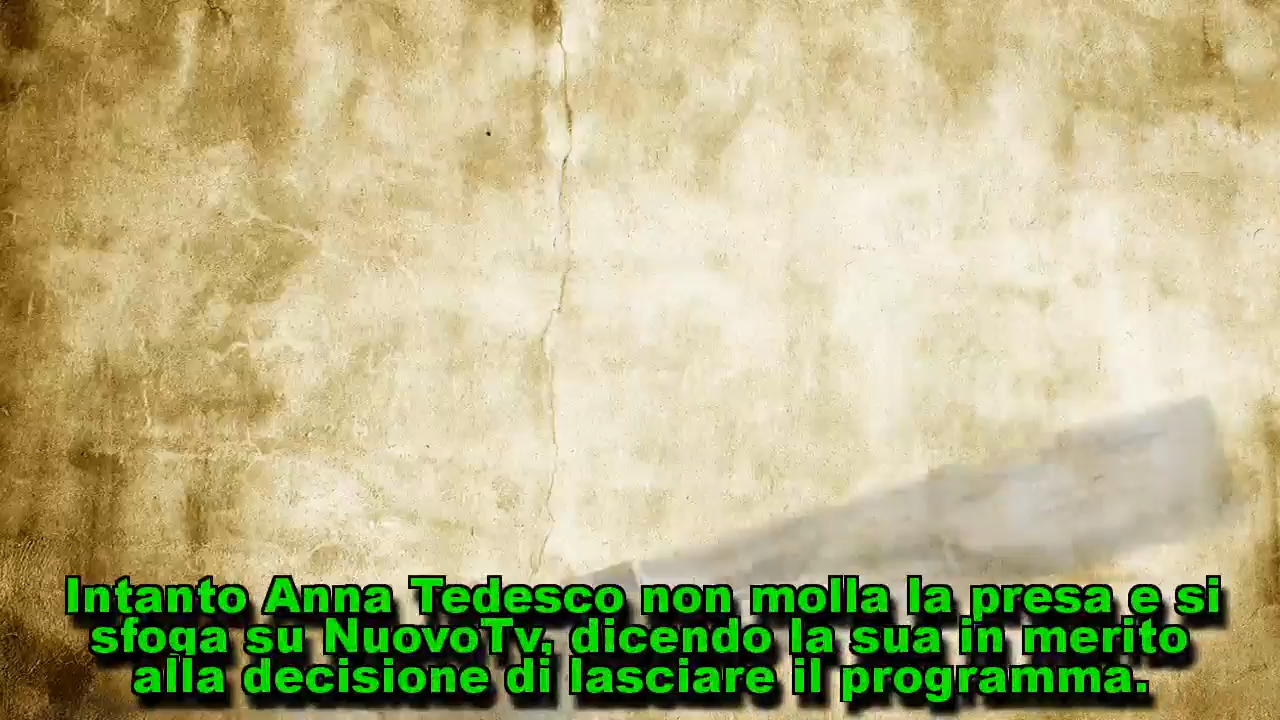 Intanto Anna Tedesco non molla la presa e si
sfoga su NuovoTv, dicendo la sua in merito
alla decisione di lasciare il programma.